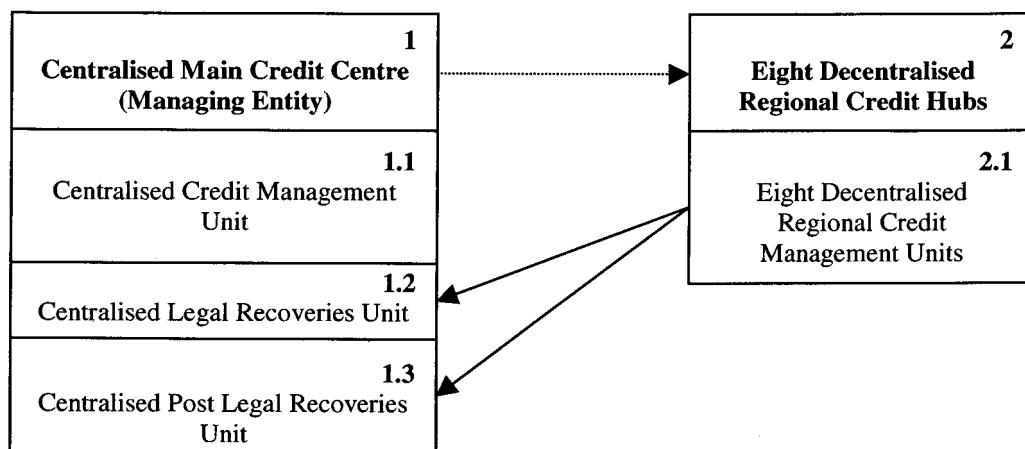 1
Centralised Main Credit Centre
(Managing Entity)
1.1
Centralised Credit Management
Unit
1.2
Centralised Legal Recoveries Unit
1.3
Centralised Post Legal Recoveries
Unit
2
Eight Decentralised
Regional Credit Hubs
2.1
Eight Decentralised
Regional Credit
Management Units